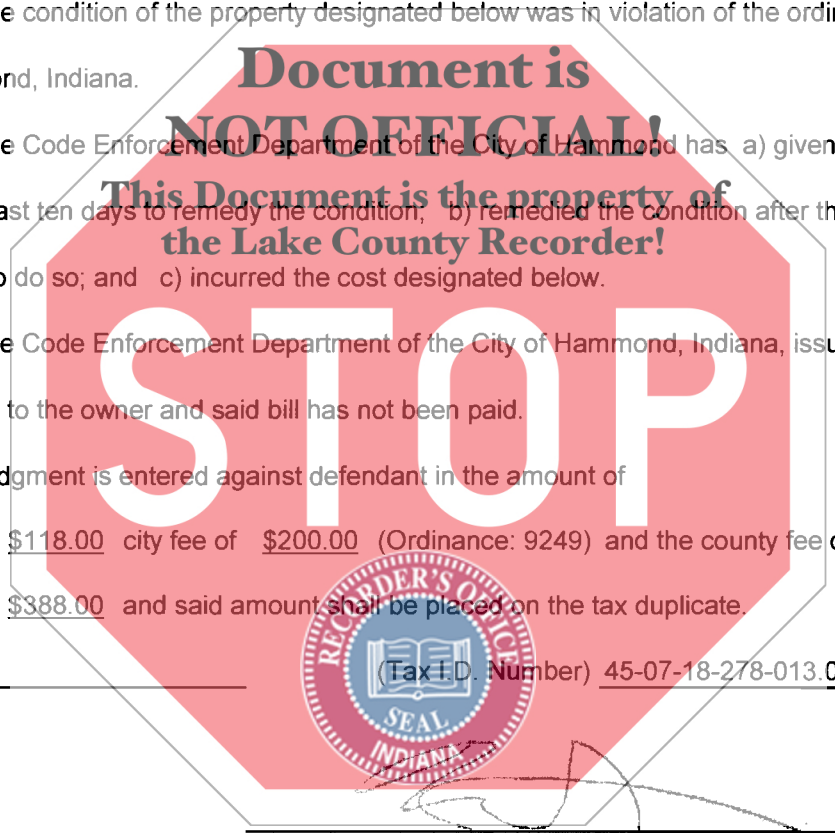 e condition of the property designated below was in violation of the ordi
Document is
nd, Indiana.
NOT OFFICIAL!
e Code Enforcement Department of the City of Hammond has a) given
This Document is the property of
ast ten days to remedy the condition; b) remedied the condition after th
the Lake County Recorder!
o do so; and c) incurred the cost designated below.
STOP
e Code Enforcement Department of the City of Hammond, Indiana, issu
to the owner and said bill has not been paid.
dgment is entered against defendant in the amount of
$118.00 city fee of $200.00 (Ordinance: 9249) and the county fee o
$388.00 and said amount shall be placed on the tax duplicate.
RECORDER'S OFFICE
(Tax I.D. Number) 45-07-18-278-013.0
SEAL
INDIANA